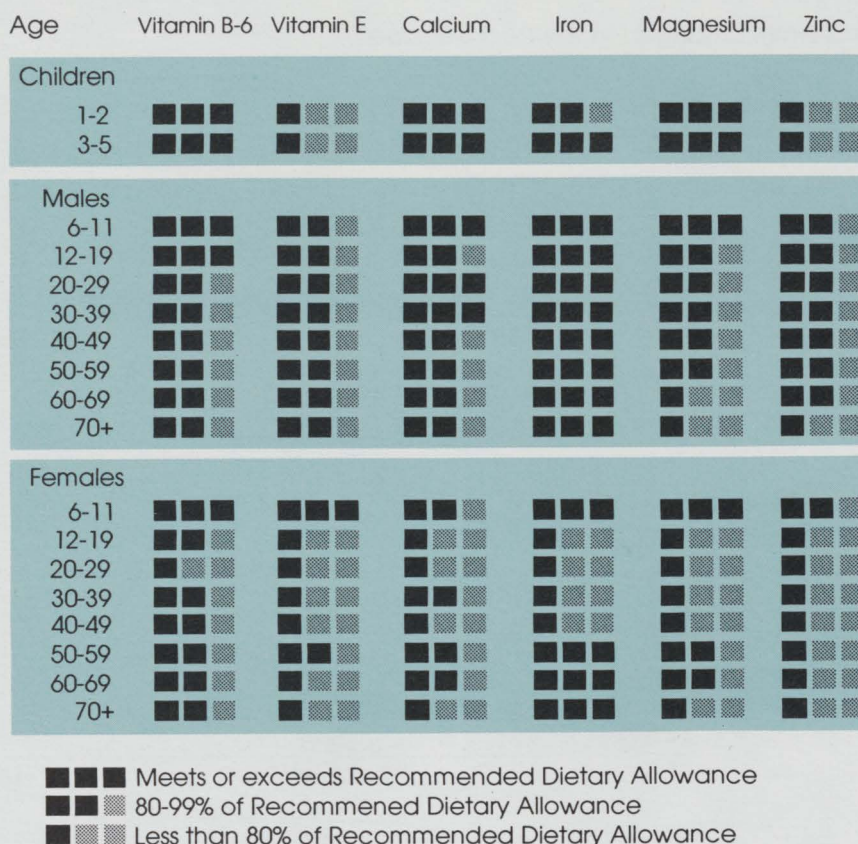 Age Vitamin B-6 Vitamin E Calcium Iron Magnesium Zinc
Children
1-2
3-5
Males
6-11
12-19
20-29
30-39
40-49
50-59
60-69
70+
Females
6-11
12-19
20-29
30-39
40-49
50-59
60-69
70+
Meets or exceeds Recommended Dietary Allowance
80-99% of Recommened Dietary Allowance
Less than 80% of Recommended Dietary Allowance